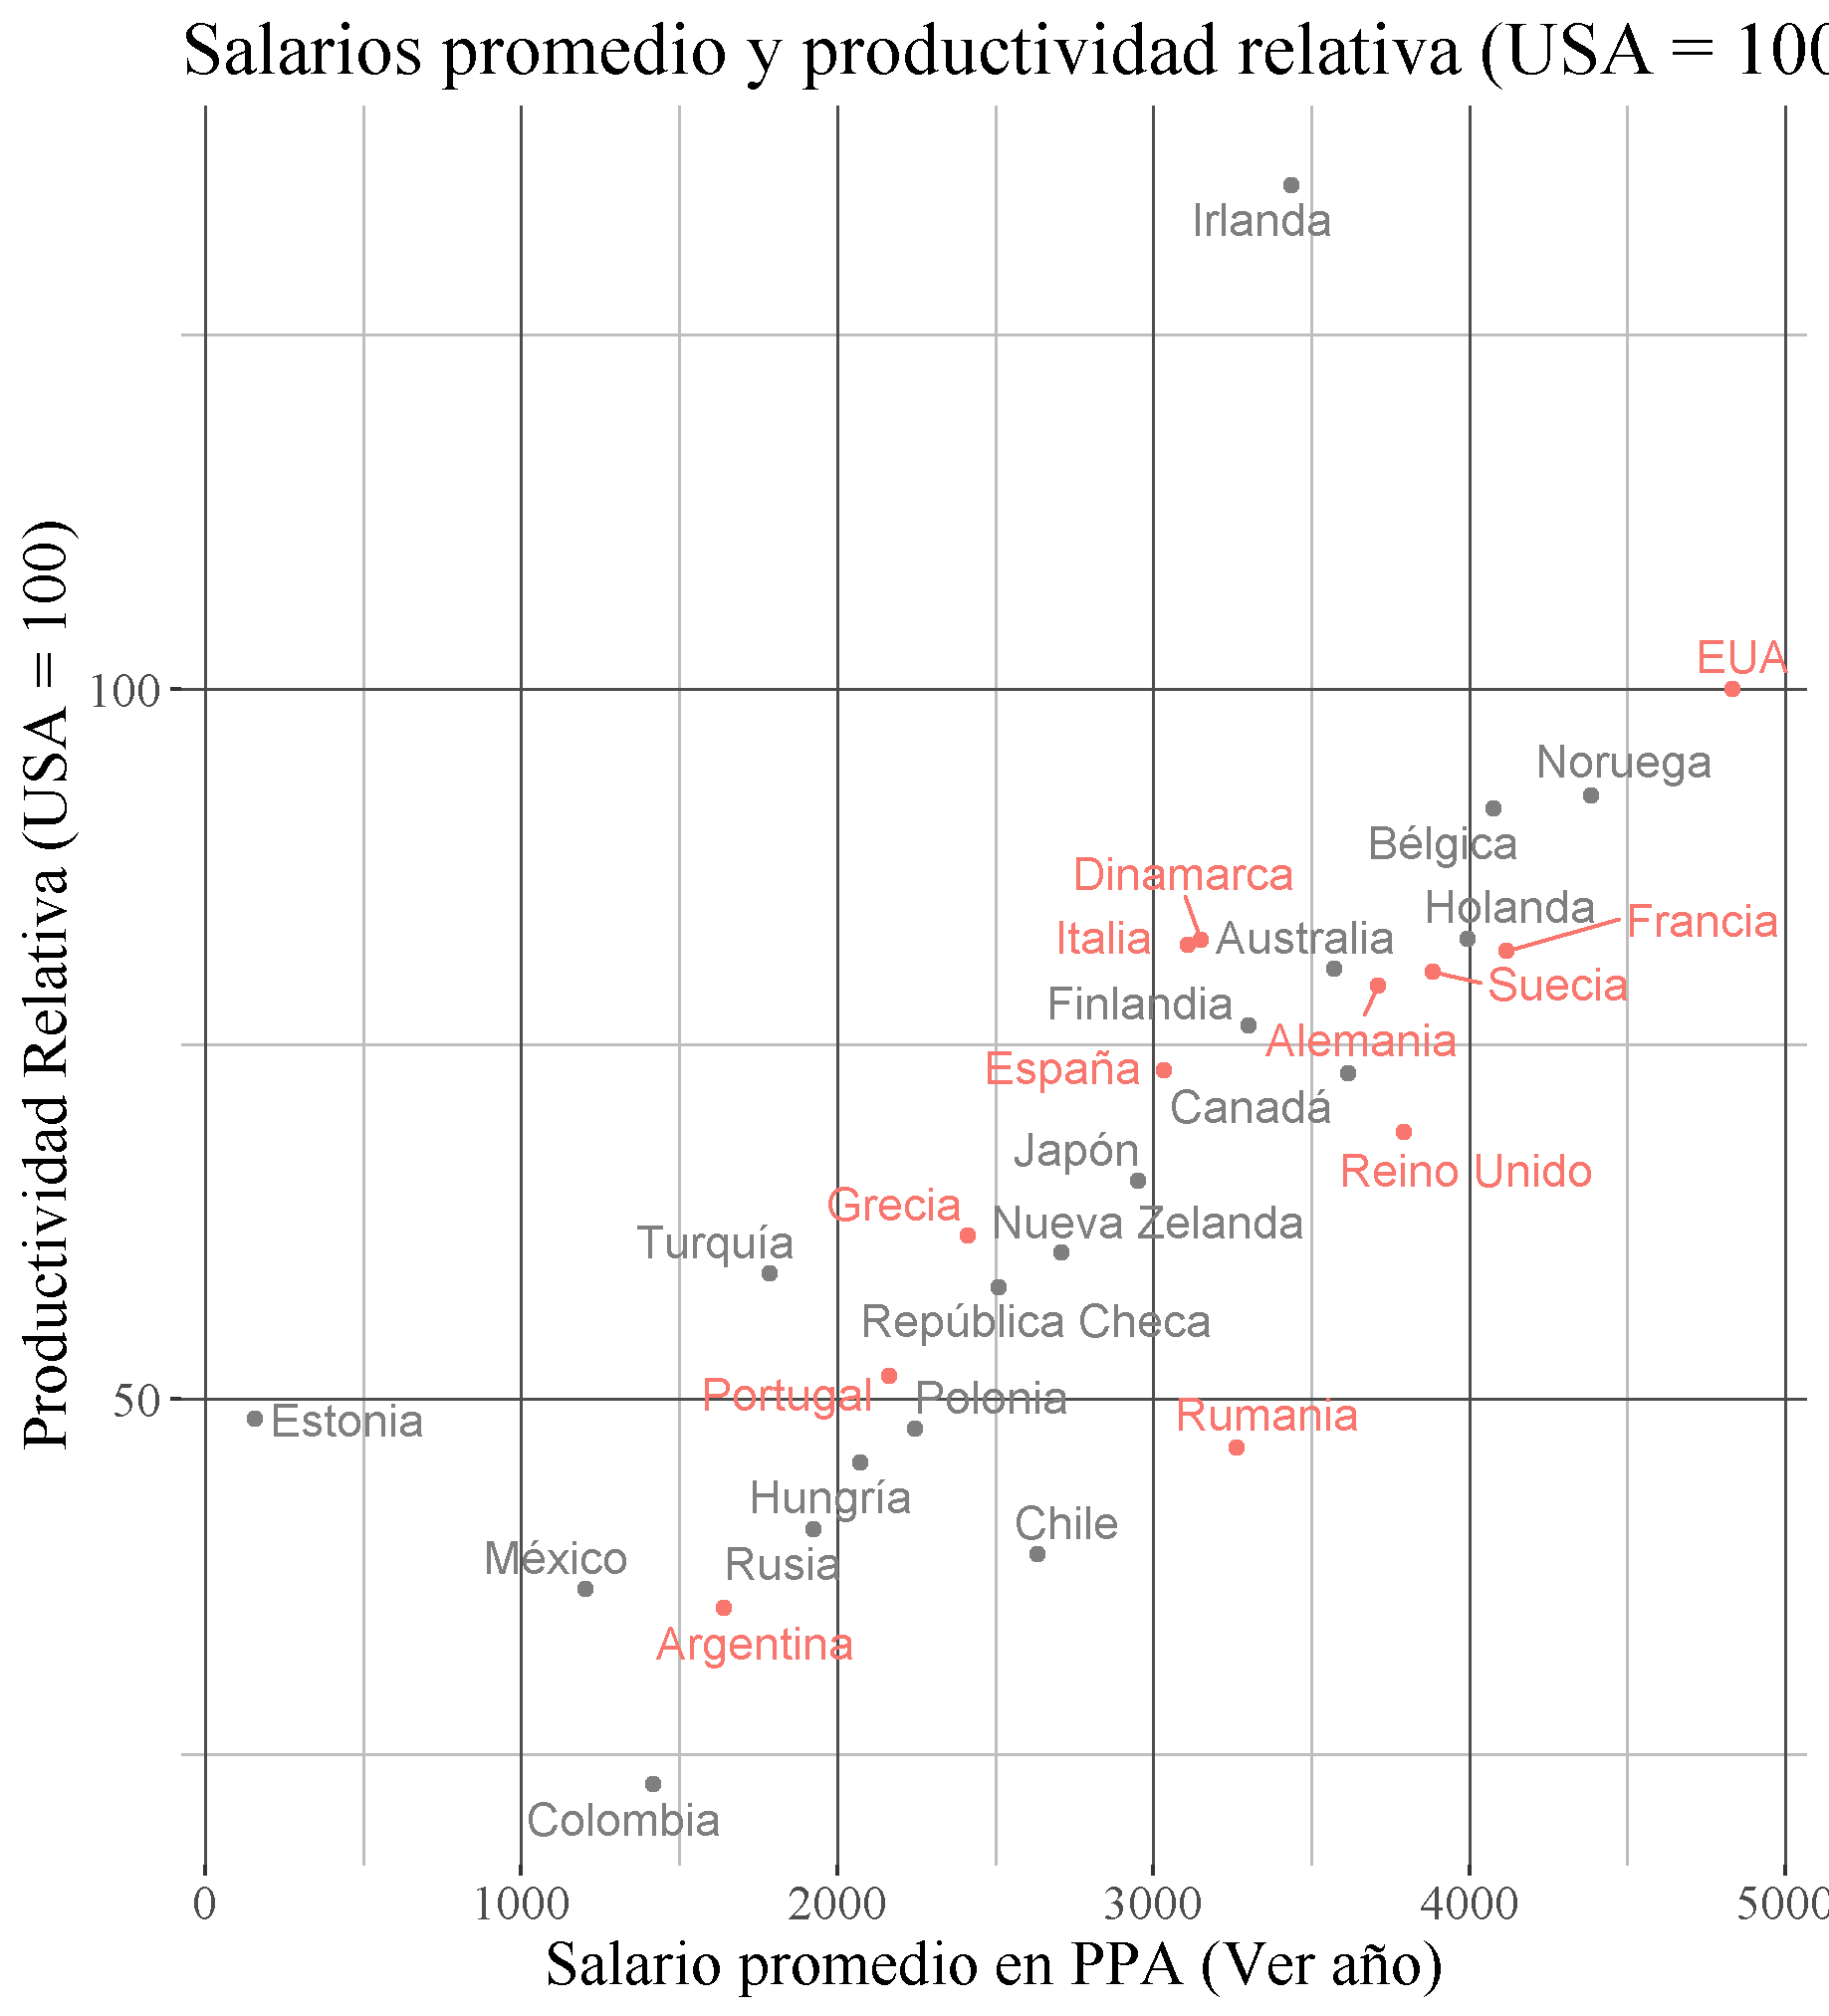 Salarios promedio y productividad relativa (USA = 100
Irlanda
EUA
100
Noruega
Bélgica
Dinamarca
Holanda
Francia
Italia
Australia
Suecia
Finlandia
Alemania
España
Canadá
Japón
Reino Unido
Grecia
Nueva Zelanda
Turquía
República Checa
Portugal
Polonia
50
Rumania
Estonia
Hungría
Chile
México
Rusia
Argentina
Colombia
0 1000 2000 3000 4000 5000
Salario promedio en PPA (Ver año)
Productividad Relativa (USA = 100)